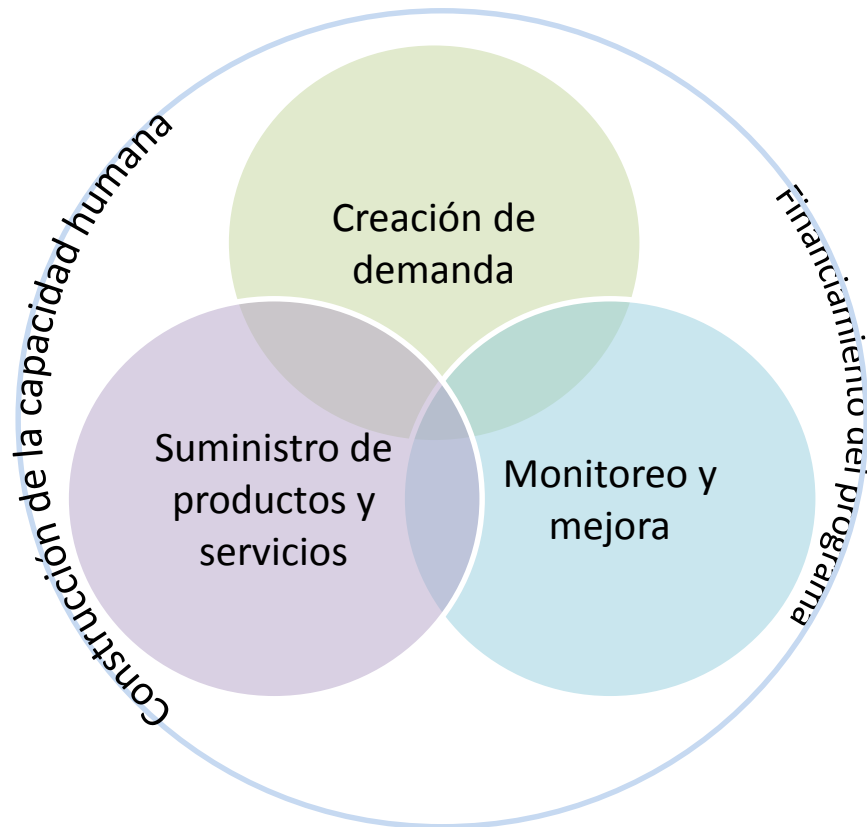 Construcción de la capacidad humana
Financiamiento del programa
Creación de
demanda
Suministro de
productos y
servicios
Monitoreo y
mejora